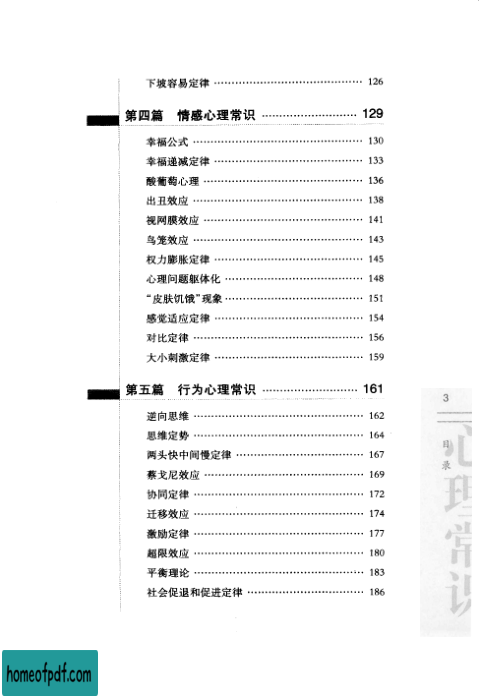 下坡容易定律 ………………………………… 126
第四篇 情感心理常识 ……………………… 129
幸福公式 ……………………………………… 130
幸福递减定律 ………………………………… 133
酸葡萄心理 …………………………………… 136
出丑效应 ……………………………………… 138
视网膜效应 …………………………………… 141
鸟笼效应 ……………………………………… 143
权力膨胀定律 ………………………………… 145
心理问题躯体化 ……………………………… 148
“皮肤饥饿”现象 ……………………………… 151
感觉适应定律 ………………………………… 154
对比定律 ……………………………………… 156
大小刺激定律 ………………………………… 159
第五篇 行为心理常识 ……………………… 161
逆向思维 ……………………………………… 162
思维定势 ……………………………………… 164
两头快中间慢定律 …………………………… 167
蔡戈尼效应 …………………………………… 169
协同定律 ……………………………………… 172
迁移效应 ……………………………………… 174
激励定律 ……………………………………… 177
超限效应 ……………………………………… 180
平衡理论 ……………………………………… 183
社会促退和促进定律 ………………………… 186
3
目录
心理常识
homeofpdf.com